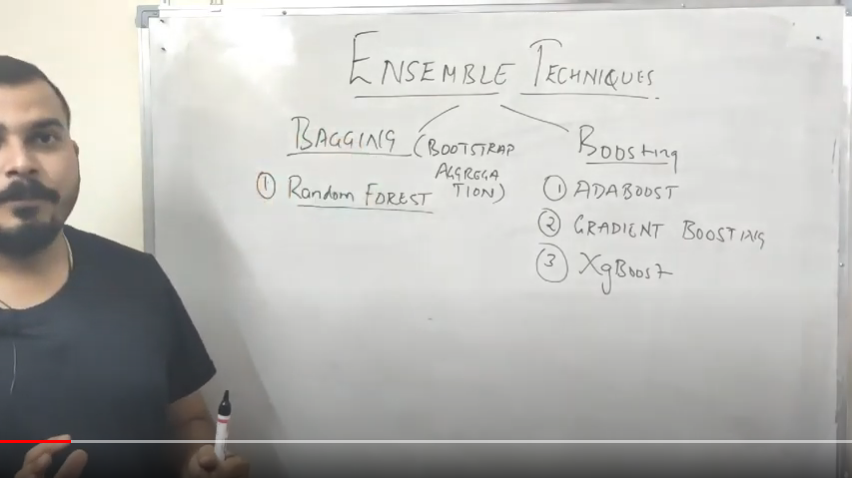 ENSEMBLE TECHNIQUES
BAGGING (BOOTSTRAP
AGGREGA
TION)
① Random FOREST
Boosting
① ADABOOST
② GRADIENT BOOSTING
③ XgBoost